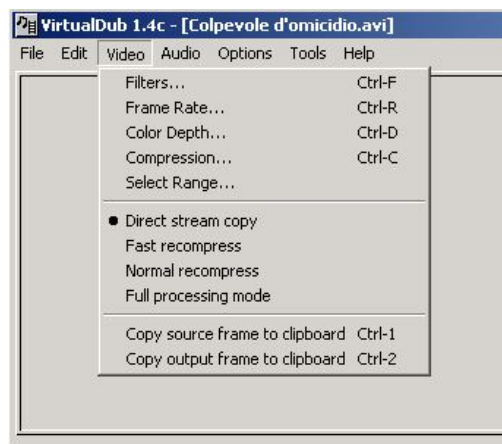 VirtualDub 1.4c - [Colpevole d'omicidio.avi]
File Edit Video Audio Options Tools Help
Filters... Ctrl-F
Frame Rate... Ctrl-R
Color Depth... Ctrl-D
Compression... Ctrl-C
Select Range...
Direct stream copy
Fast recompress
Normal recompress
Full processing mode
Copy source frame to clipboard Ctrl-1
Copy output frame to clipboard Ctrl-2